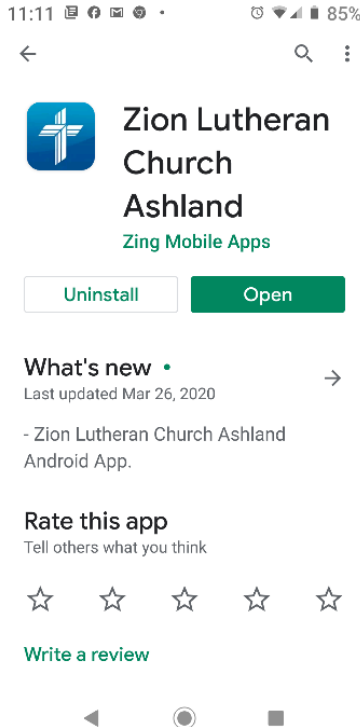 11:11 85%
Zion Lutheran
Church
Ashland
Zing Mobile Apps
Uninstall Open
What's new •
Last updated Mar 26, 2020
- Zion Lutheran Church Ashland
Android App.
Rate this app
Tell others what you think
Write a review